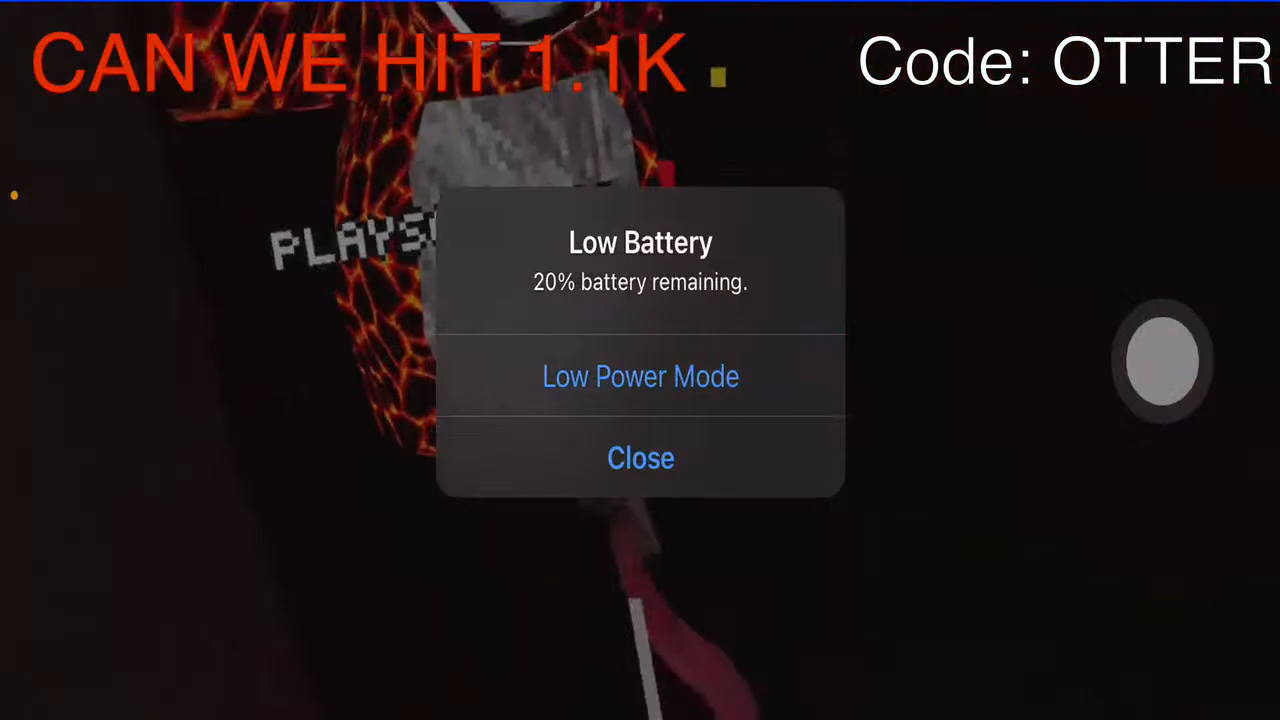 CAN WE HIT 1.1K
Code: OTTER
Low Battery
20% battery remaining.
Low Power Mode
Close